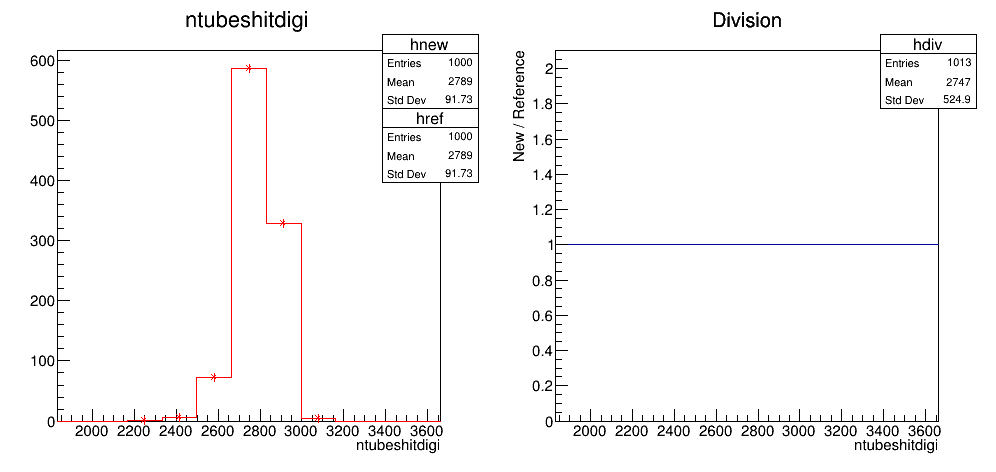 ntubeshitdigi
hnew
Entries 1000
Mean 2789
Std Dev 91.73
href
Entries 1000
Mean 2789
Std Dev 91.73
600
500
400
300
200
100
0
2000 2200 2400 2600 2800 3000 3200 3400 3600
ntubeshitdigi
Division
hdiv
Entries 1013
Mean 2747
Std Dev 524.9
New / Reference
2
1.8
1.6
1.4
1.2
1
0.8
0.6
0.4
0.2
0
2000 2200 2400 2600 2800 3000 3200 3400 3600
ntubeshitdigi